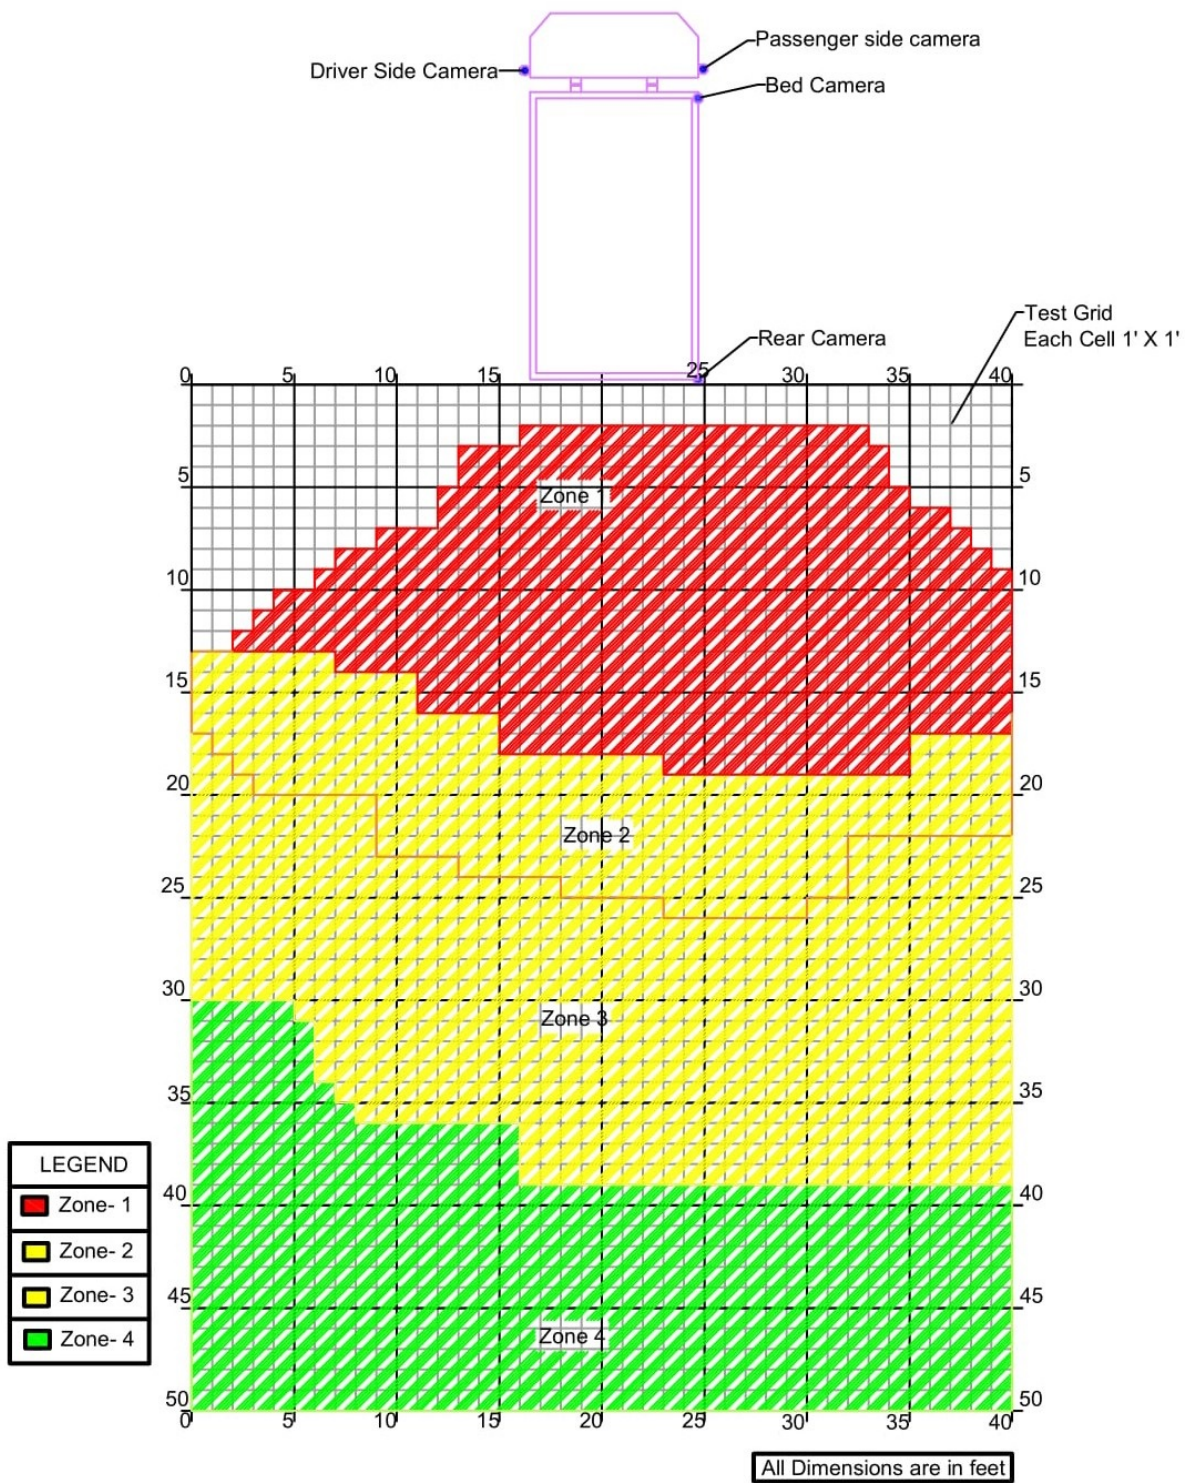 Passenger side camera
Driver Side Camera
Bed Camera
Test Grid
Each Cell 1' X 1'
Rear Camera
0 5 10 15 25 30 35 40
5 5
Zone 1
10 10
15 15
20 20
Zone 2
25 25
30 30
Zone 3
35 35
LEGEND
Zone- 1
40 40
Zone- 2
Zone- 3
45 45
Zone- 4
Zone 4
50 50
0 5 10 15 20 25 30 35 40
All Dimensions are in feet